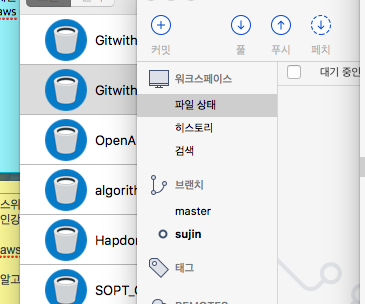 aws
스위
인강
aws
알고
Gitwith
Gitwith
OpenA
algorith
Hapdon
SOPT_
커밋
풀
푸시
페치
워크스페이스
파일 상태
히스토리
검색
브랜치
master
sujin
태그
대기 중인